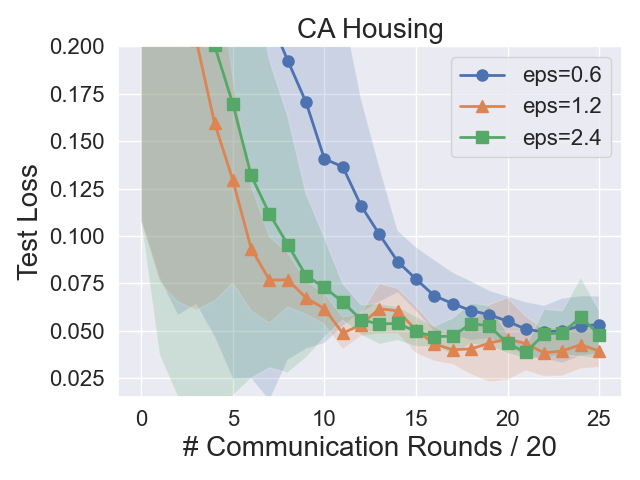 CA Housing
0.200
0.175
0.150
0.125
0.100
0.075
0.050
0.025
Test Loss
eps=0.6
eps=1.2
eps=2.4
0 5 10 15 20 25
# Communication Rounds / 20